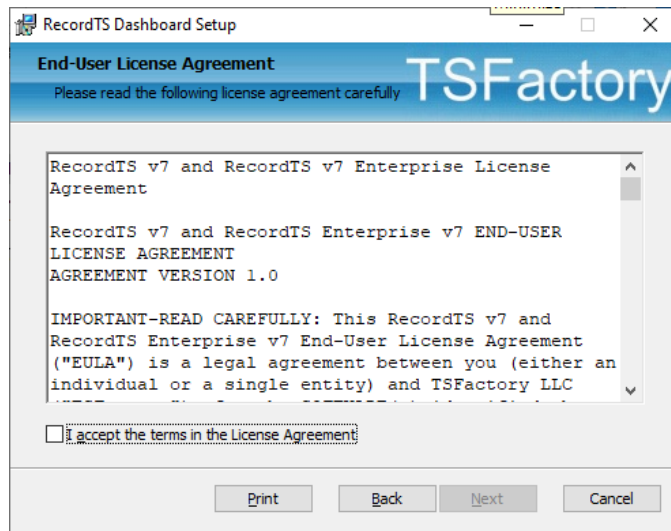 RecordTS Dashboard Setup
End-User License Agreement
Please read the following license agreement carefully
TSFactory
RecordTS v7 and RecordTS v7 Enterprise License
Agreement
RecordTS v7 and RecordTS Enterprise v7 END-USER
LICENSE AGREEMENT
AGREEMENT VERSION 1.0
IMPORTANT-READ CAREFULLY: This RecordTS v7 and
RecordTS Enterprise v7 End-User License Agreement
("EULA") is a legal agreement between you (either an
individual or a single entity) and TSFactory LLC
I accept the terms in the License Agreement
Print
Back
Next
Cancel